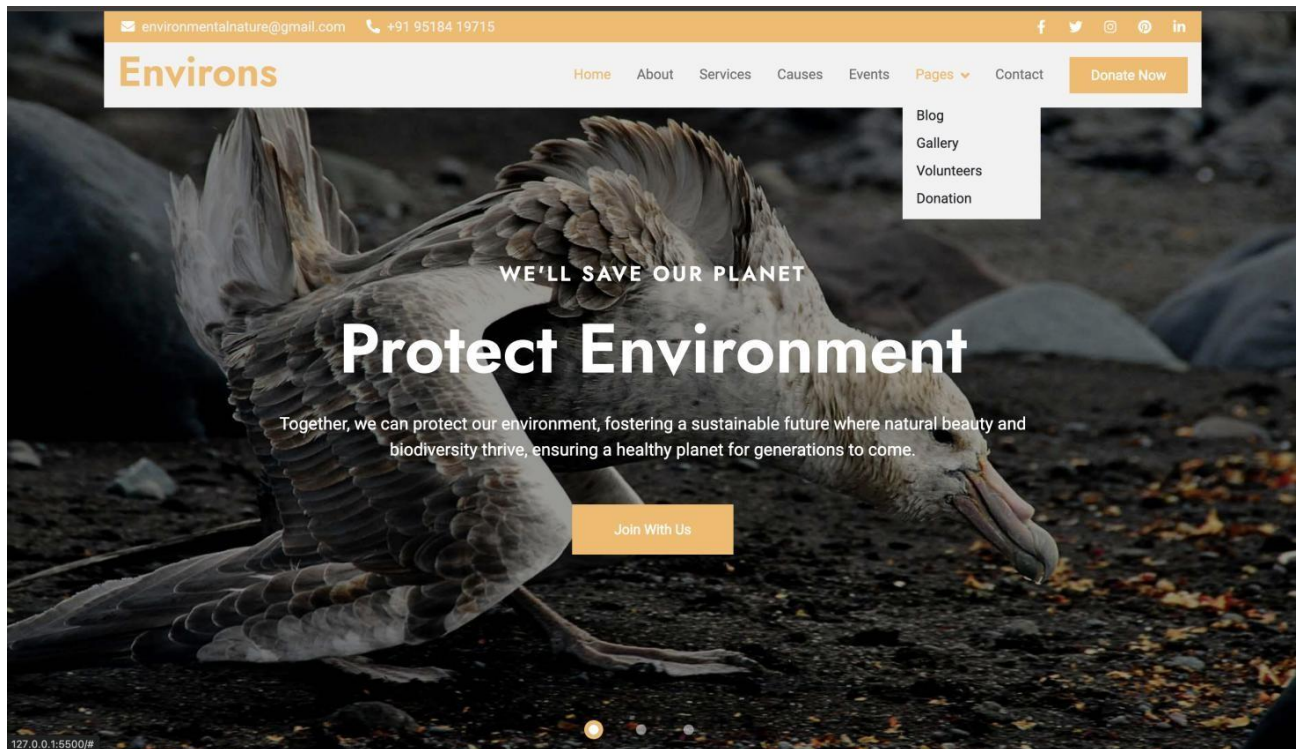 environmentalnature@gmail.com +91 95184 19715
Environs
Home About Services Causes Events Pages Contact Donate Now
Blog
Gallery
Volunteers
Donation
WE'LL SAVE OUR PLANET
Protect Environment
Together, we can protect our environment, fostering a sustainable future where natural beauty and
biodiversity thrive, ensuring a healthy planet for generations to come.
Join With Us
127.0.0.1:5500/#